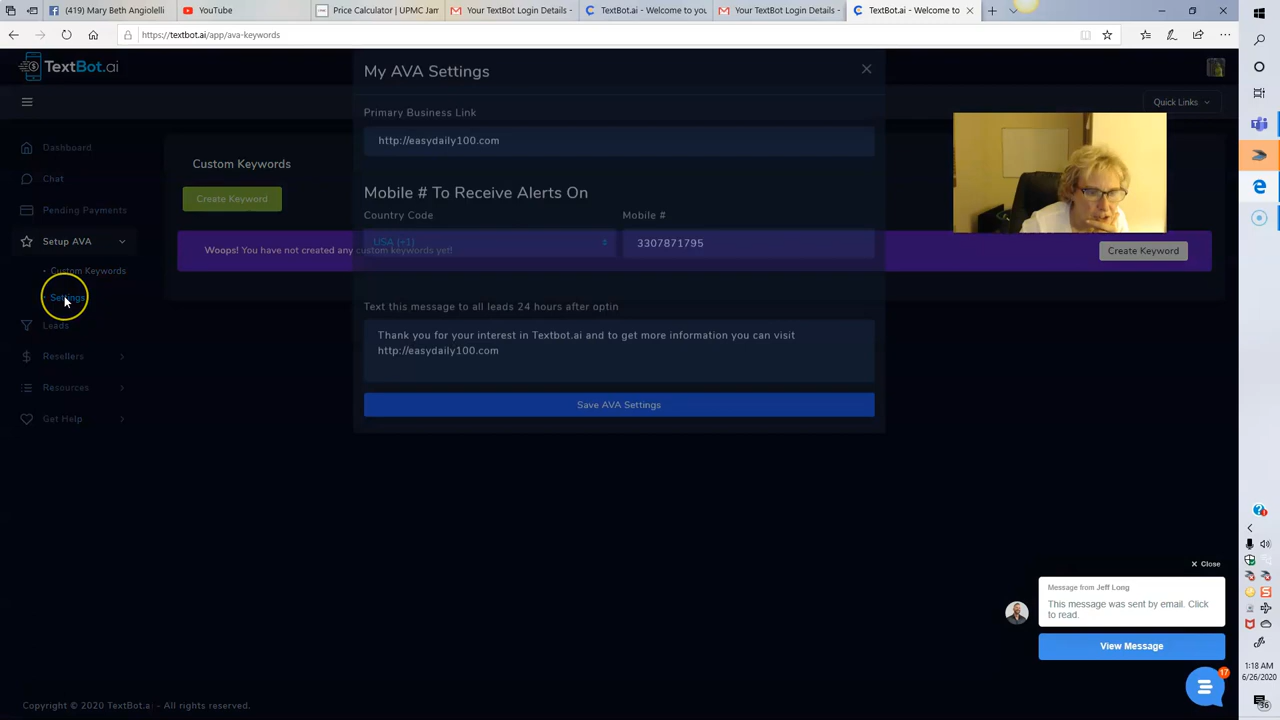 (419) Mary Beth Angiolelli
YouTube
Price Calculator | UPMC Jam
Your TextBot Login Details -
TextBot.ai - Welcome to you
Your TextBot Login Details -
TextBot.ai - Welcome to
https://textbot.ai/app/ava-keywords
TextBot.ai
My AVA Settings
Quick Links
Primary Business Link
http://easydaily100.com
Dashboard
Custom Keywords
Chat
Create Keyword
Mobile # To Receive Alerts On
Pending Payments
Country Code
Mobile #
Setup AVA
USA (+1)
3307871795
Woops! You have not created any custom keywords yet!
Create Keyword
Custom Keywords
Settings
Text this message to all leads 24 hours after optin
Leads
Thank you for your interest in Textbot.ai and to get more information you can visit
http://easydaily100.com
Resellers
Resources
Save AVA Settings
Get Help
Close
Message from Jeff Long
This message was sent by email. Click
to read.
View Message
17
1:18 AM
6/26/2020
36
Copyright © 2020 TextBot.ai - All rights reserved.